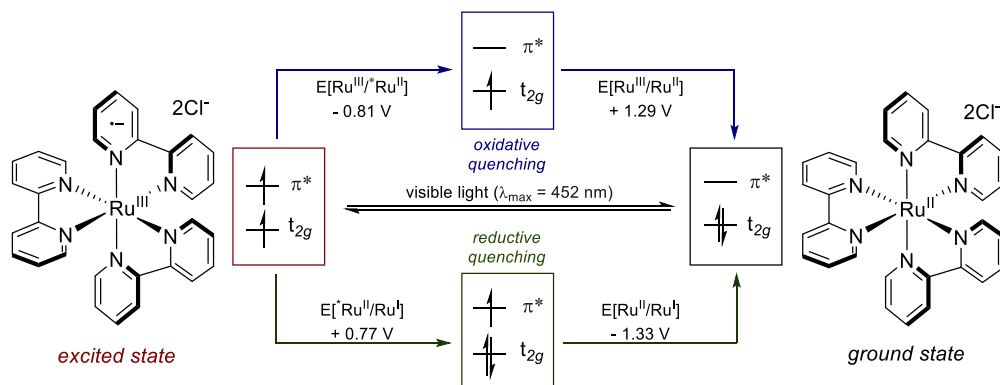 2Cl⁻
•–
N
N
N
N
N
N
Ru^III
excited state
π*
t2g
E[Ru^III/*Ru^II]
- 0.81 V
π*
t2g
oxidative
quenching
E[Ru^III/Ru^II]
+ 1.29 V
visible light (λmax = 452 nm)
reductive
quenching
E[*Ru^II/Ru^I]
+ 0.77 V
π*
t2g
E[Ru^II/Ru^I]
- 1.33 V
π*
t2g
2Cl⁻
N
N
N
N
N
N
Ru^II
ground state